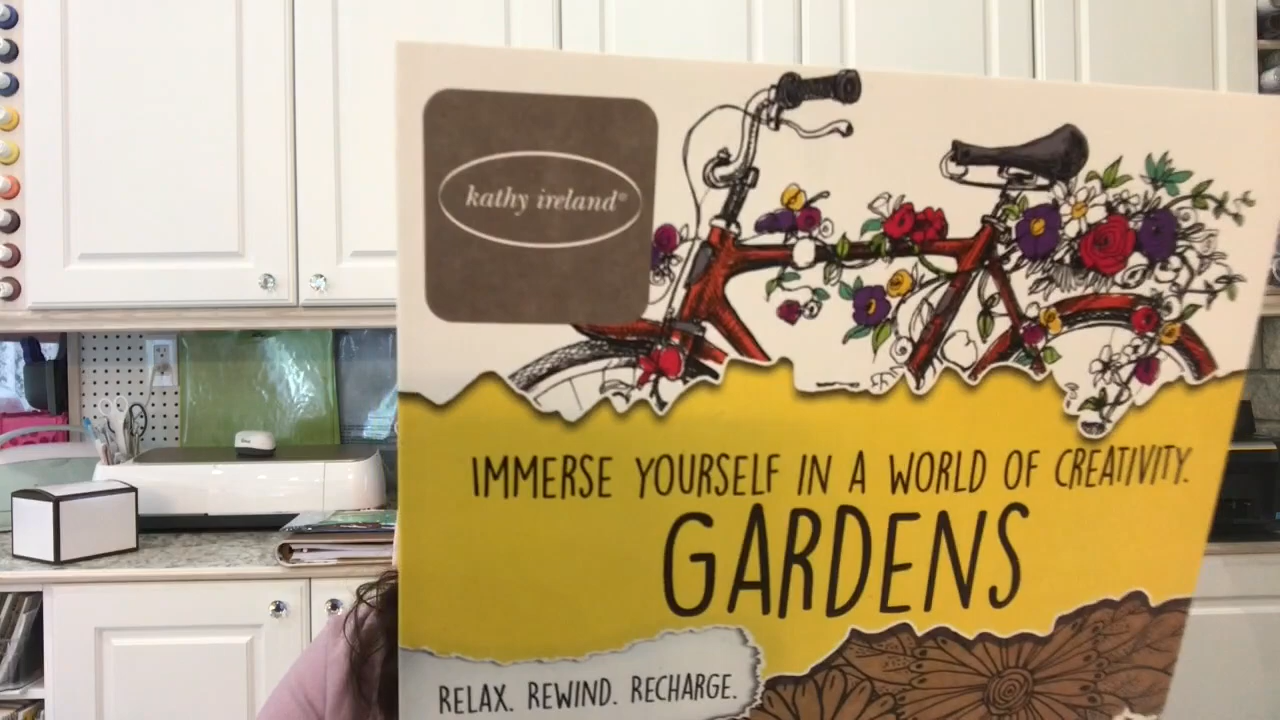 kathy ireland®
IMMERSE YOURSELF IN A WORLD OF CREATIVITY.
GARDENS
RELAX. REWIND. RECHARGE.